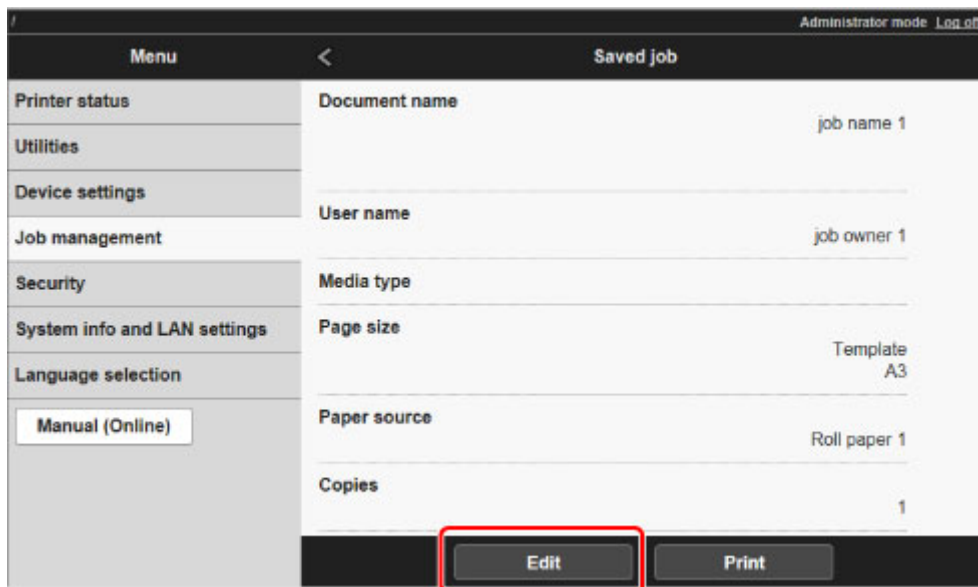 /
Administrator mode Log off
Menu
< Saved job
Printer status
Utilities
Device settings
Job management
Security
System info and LAN settings
Language selection
Manual (Online)
Document name
job name 1
User name
job owner 1
Media type
Page size
Template
A3
Paper source
Roll paper 1
Copies
1
Edit
Print